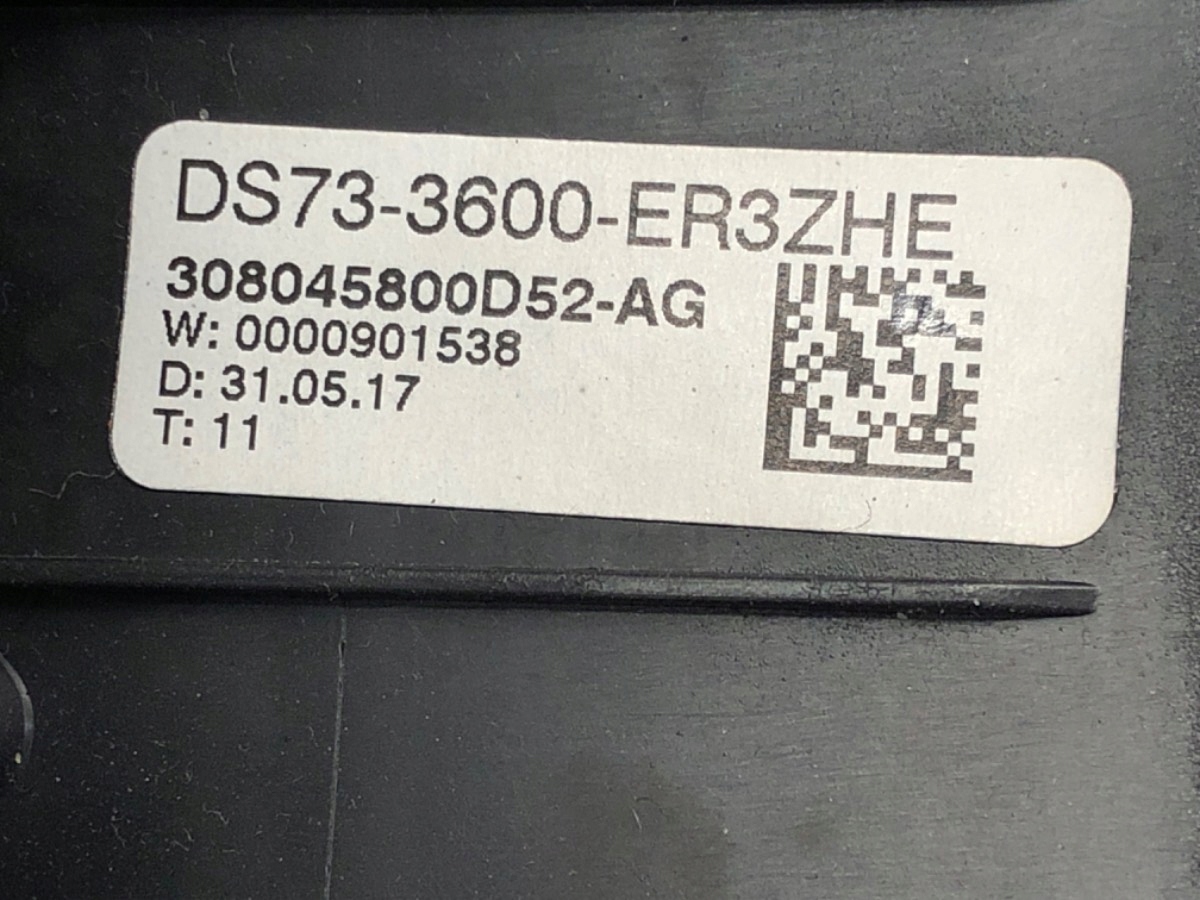 DS73-3600-ER3ZHE
308045800D52-AG
W: 0000901538
D: 31.05.17
T: 11